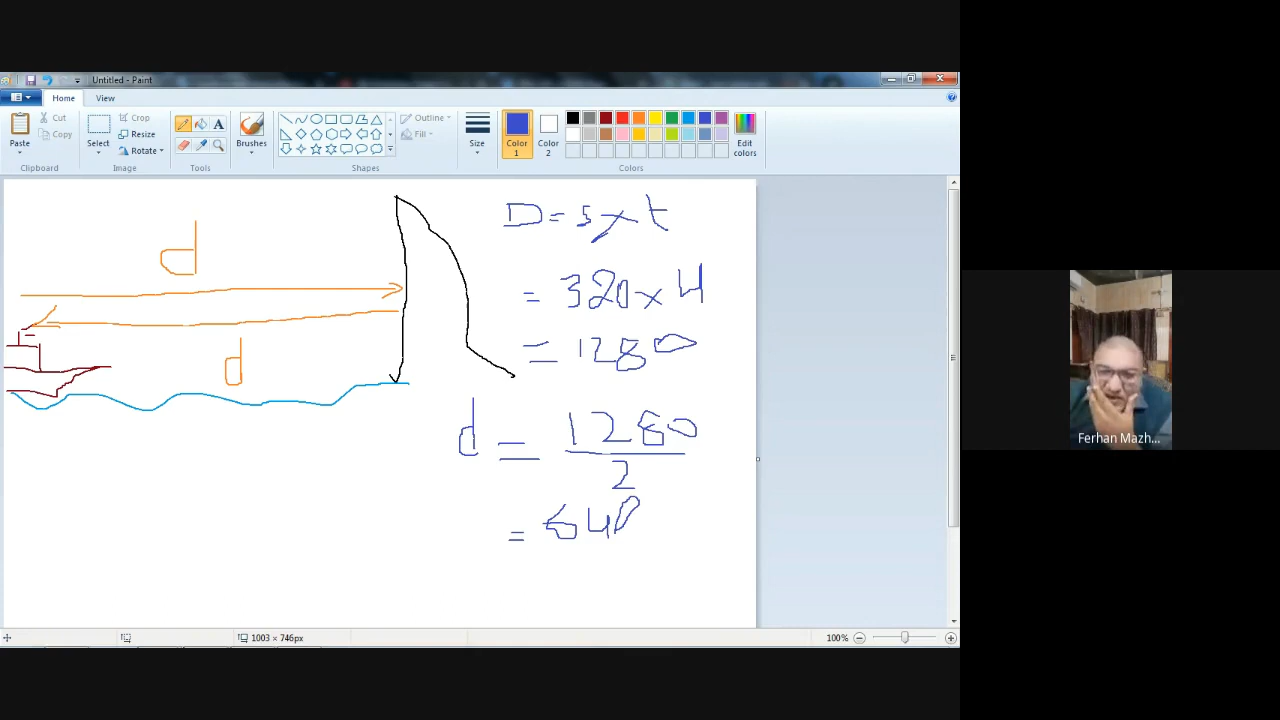 Untitled - Paint
Home View
Paste
Cut
Copy
Clipboard
Select
Crop
Resize
Rotate
Image
Tools
Brushes
Outline
Fill
Shapes
Size
Color 1
Color 2
Edit colors
Colors
d
d
D = s x t
= 320 x 4
= 1280
d = 1280
2
= 640
1003 × 746px
100%
Ferhan Mazh...